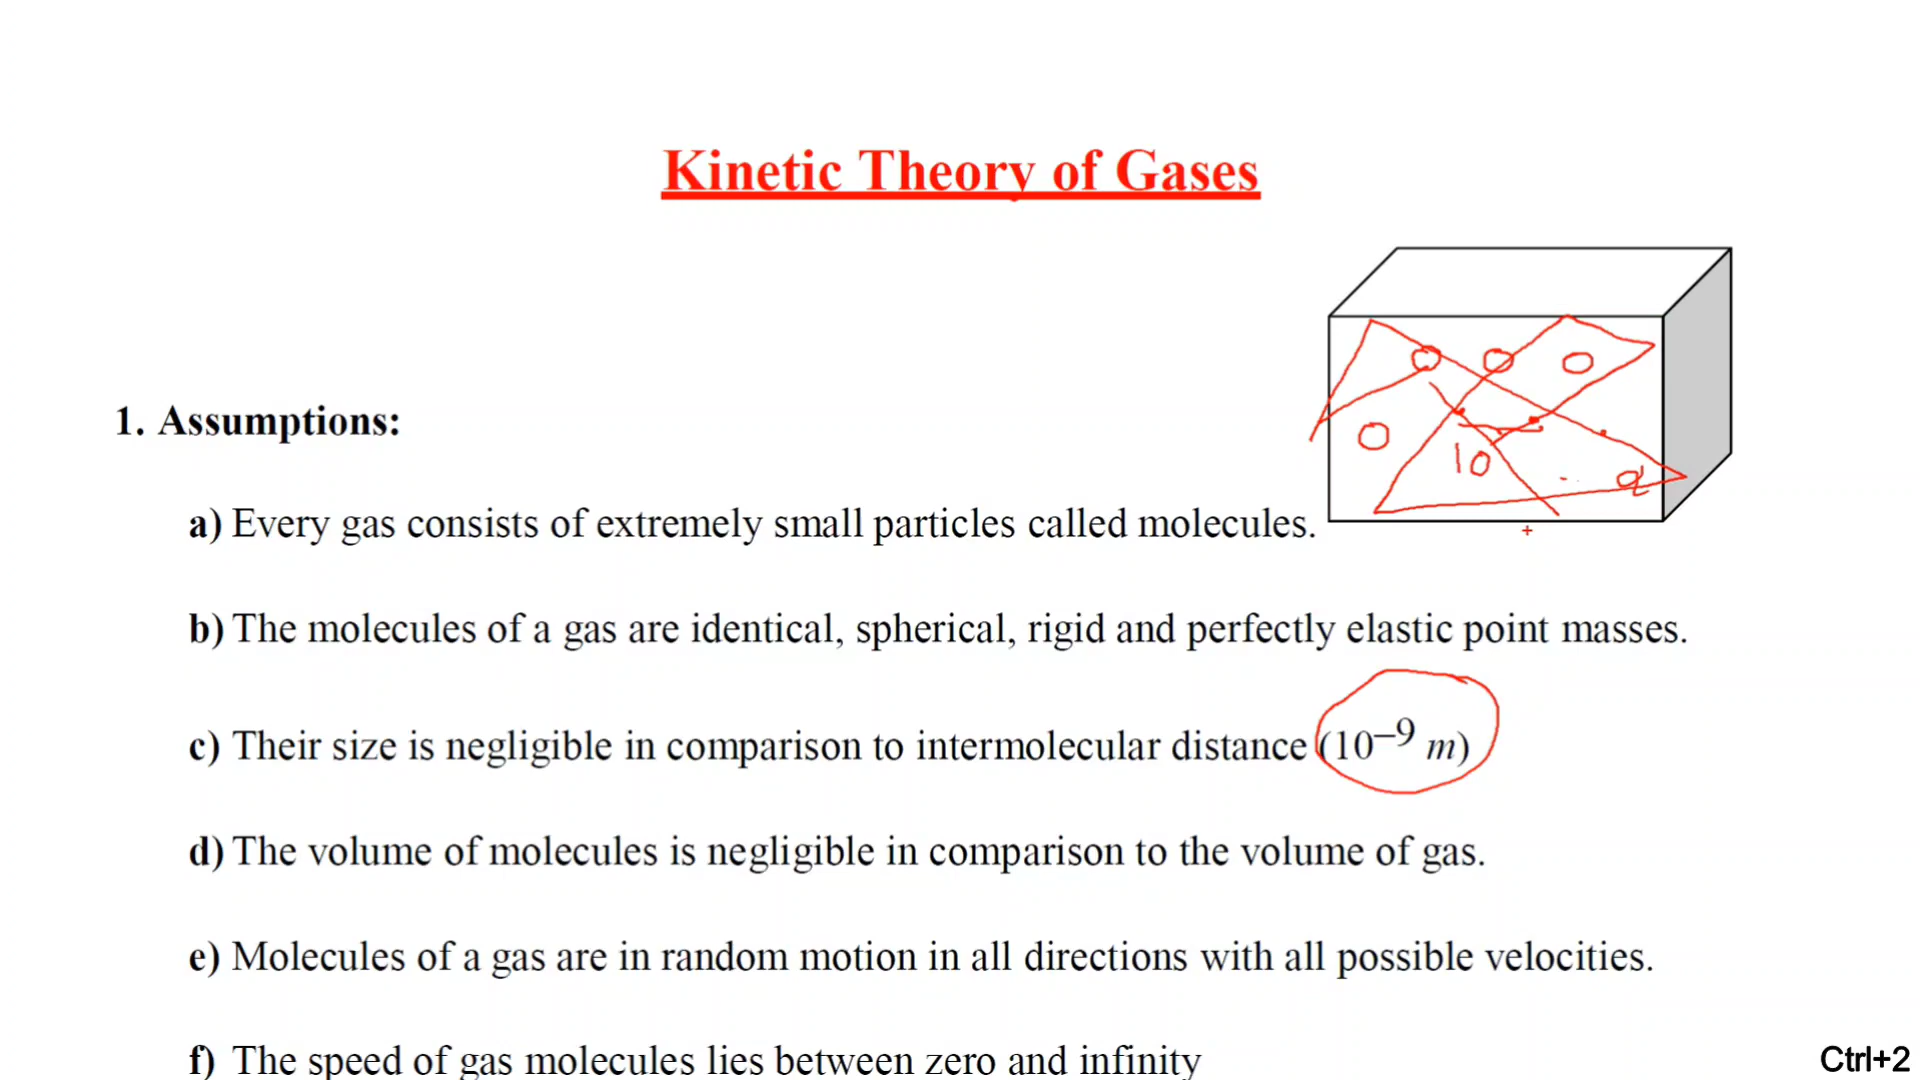 Kinetic Theory of Gases
1. Assumptions:
10
a) Every gas consists of extremely small particles called molecules.
b) The molecules of a gas are identical, spherical, rigid and perfectly elastic point masses.
c) Their size is negligible in comparison to intermolecular distance (10⁻⁹ m)
d) The volume of molecules is negligible in comparison to the volume of gas.
e) Molecules of a gas are in random motion in all directions with all possible velocities.
f) The speed of gas molecules lies between zero and infinity
Ctrl+2